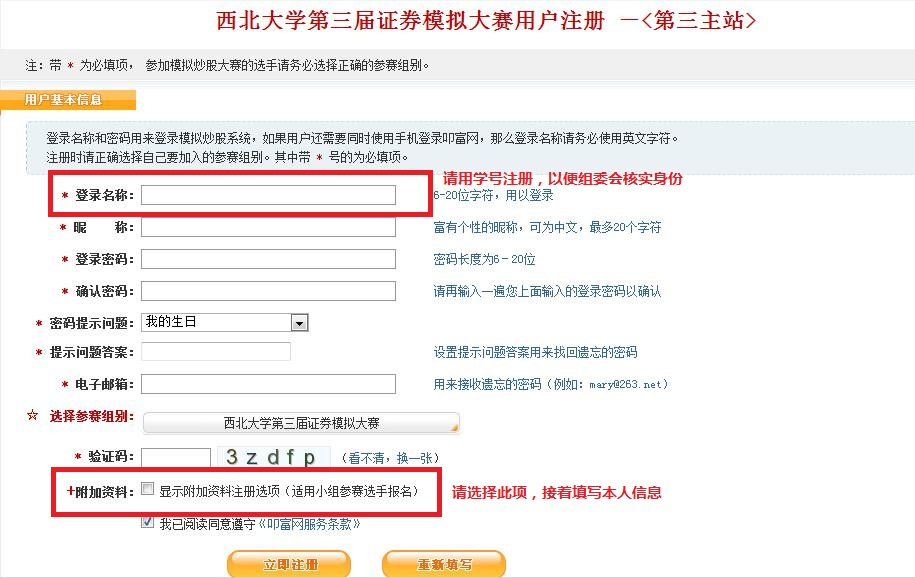 西北大学第三届证券模拟大赛用户注册 一<第三主站>
注：带 * 为必填项， 参加模拟炒股大赛的选手请务必选择正确的参赛组别。
用户基本信息
登录名称和密码用来登录模拟炒股系统，如果用户还需要同时使用手机登录叩富网，那么登录名称请务必使用英文字符。
注册时请正确选择自己要加入的参赛组别。其中带 * 号的为必填项。
请用学号注册，以便组委会核实身份
* 登录名称： 6-20位字符，用以登录
* 昵 称： 富有个性的昵称，可为中文，最多20个字符
* 登录密码： 密码长度为6－20位
* 确认密码： 请再输入一遍您上面输入的登录密码以确认
* 密码提示问题： 我的生日
* 提示问题答案： 设置提示问题答案用来找回遗忘的密码
* 电子邮箱： 用来接收遗忘的密码（例如：mary@263.net）
☆ 选择参赛组别： 西北大学第三届证券模拟大赛
* 验证码： 3zdfp （看不清，换一张）
+附加资料： 显示附加资料注册选项（适用小组参赛选手报名） 请选择此项，接着填写本人信息
我已阅读同意遵守《叩富网服务条款》
立即注册 重新填写